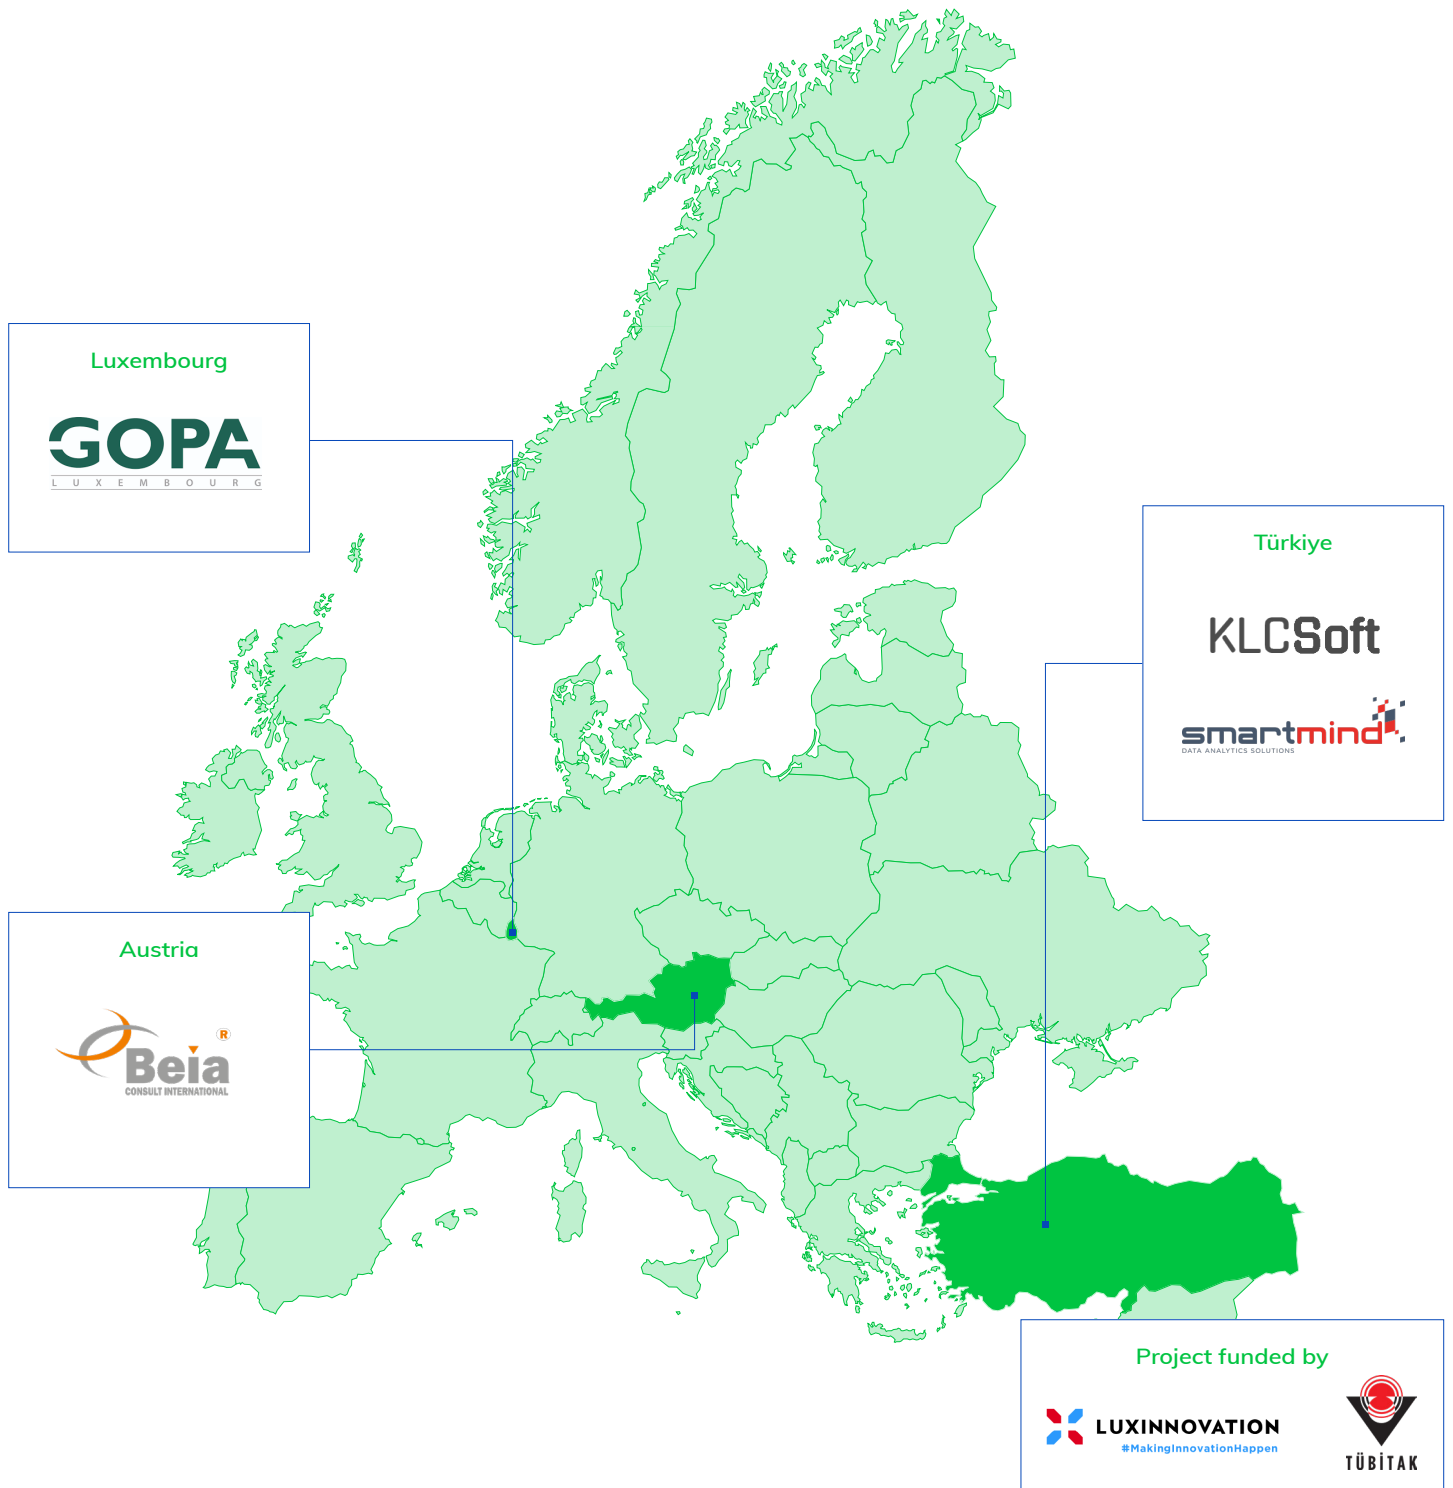 Luxembourg
GOPA
LUXEMBOURG
Türkiye
KLCSoft
smartmind
DATA ANALYTICS SOLUTIONS
Austria
Beia ®
CONSULT INTERNATIONAL
Project funded by
LUXINNOVATION
#MakingInnovationHappen
TÜBİTAK